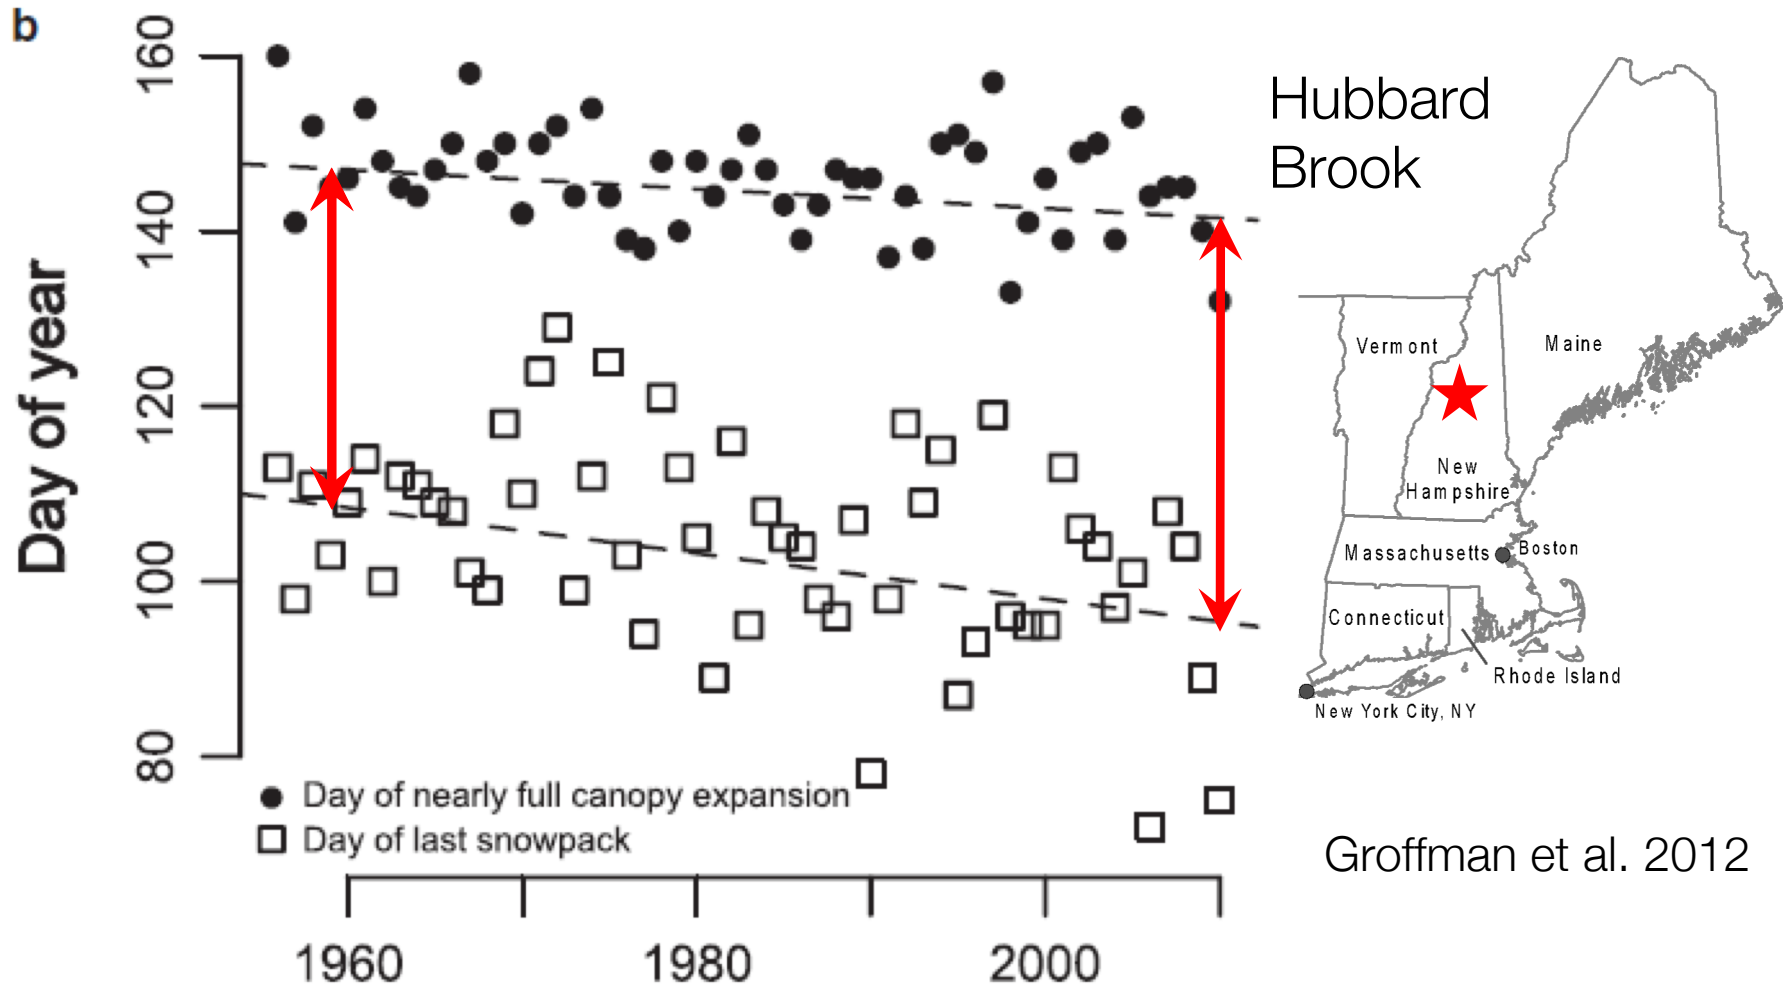 b
Day of year
160
140
120
100
80
Day of nearly full canopy expansion
Day of last snowpack
1960
1980
2000
Hubbard
Brook
Vermont
Maine
New
Hampshire
Massachusetts
Boston
Connecticut
Rhode Island
New York City, NY
Groffman et al. 2012